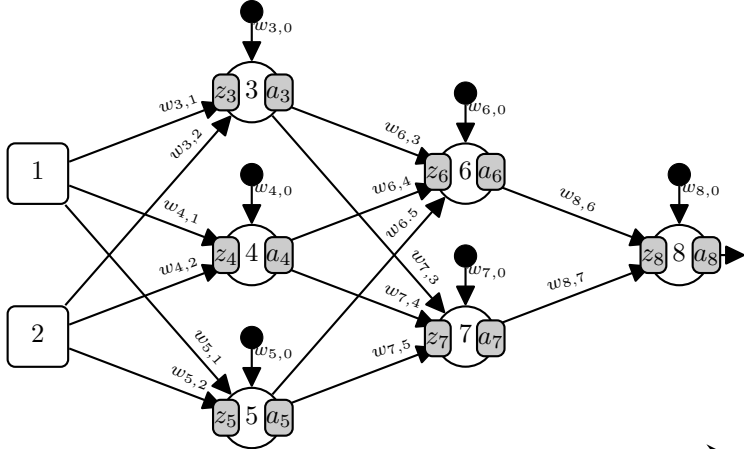 w3,0
z3 3 a3
w3,1
w3,2
w6,0
w6,3
1
w4,0
z6 6 a6
w6,4
w8,0
w4,1
w8,6
w6.5
z4 4 a4
z8 8 a8
w4,2
w7,3
w7,0
w8,7
w7,4
2
w5,1
w5,0
w7,5
z7 7 a7
w5,2
z5 5 a5